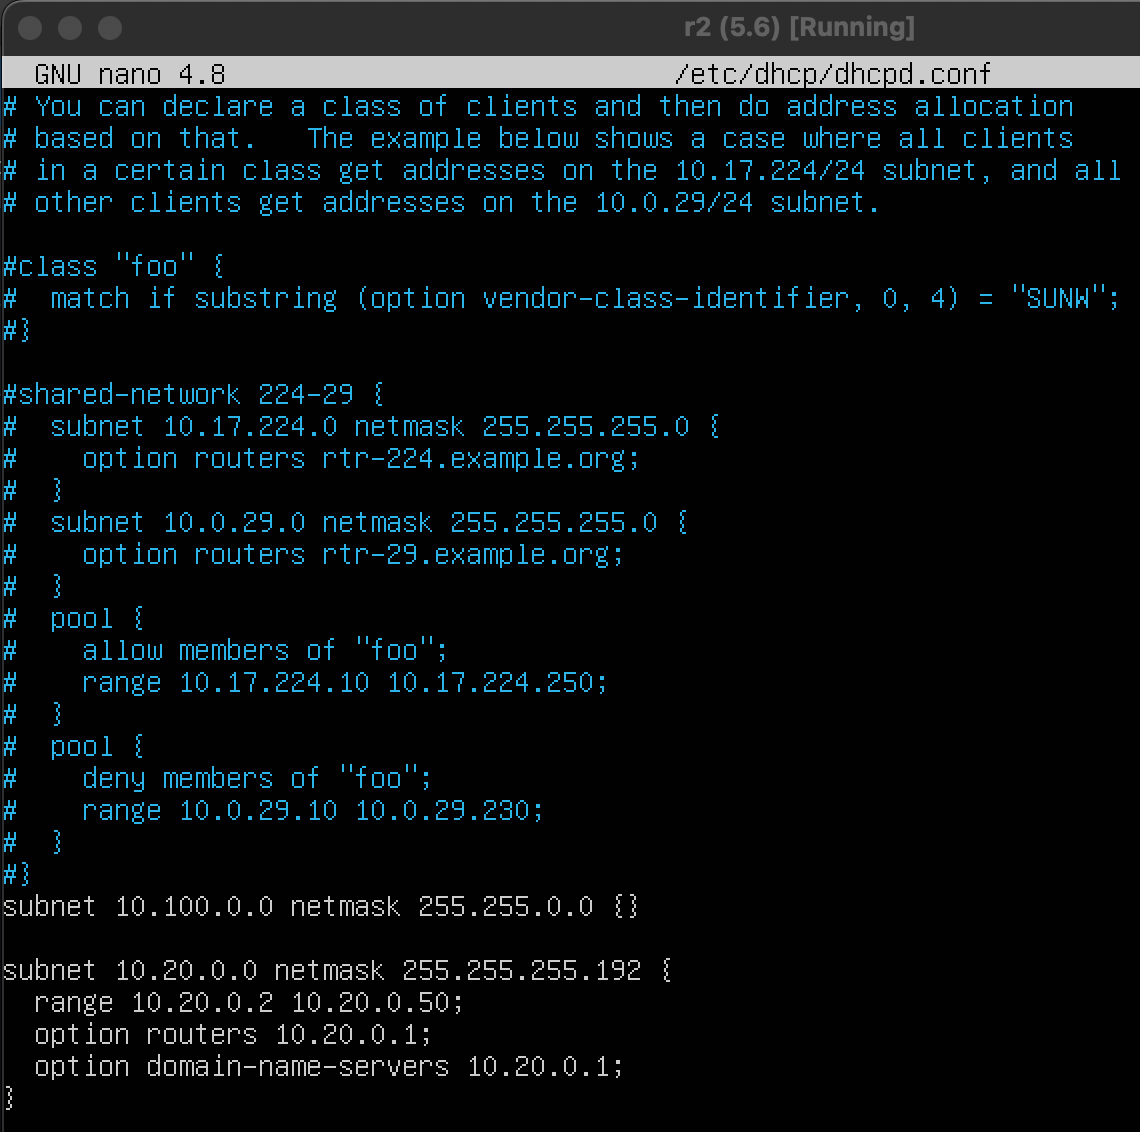 r2 (5.6) [Running]
GNU nano 4.8 /etc/dhcp/dhcpd.conf
# You can declare a class of clients and then do address allocation
# based on that.   The example below shows a case where all clients
# in a certain class get addresses on the 10.17.224/24 subnet, and all
# other clients get addresses on the 10.0.29/24 subnet.

#class "foo" {
#  match if substring (option vendor-class-identifier, 0, 4) = "SUNW";
#}

#shared-network 224-29 {
#  subnet 10.17.224.0 netmask 255.255.255.0 {
#    option routers rtr-224.example.org;
#  }
#  subnet 10.0.29.0 netmask 255.255.255.0 {
#    option routers rtr-29.example.org;
#  }
#  pool {
#    allow members of "foo";
#    range 10.17.224.10 10.17.224.250;
#  }
#  pool {
#    deny members of "foo";
#    range 10.0.29.10 10.0.29.230;
#  }
#}
subnet 10.100.0.0 netmask 255.255.0.0 {}

subnet 10.20.0.0 netmask 255.255.255.192 {
  range 10.20.0.2 10.20.0.50;
  option routers 10.20.0.1;
  option domain-name-servers 10.20.0.1;
}